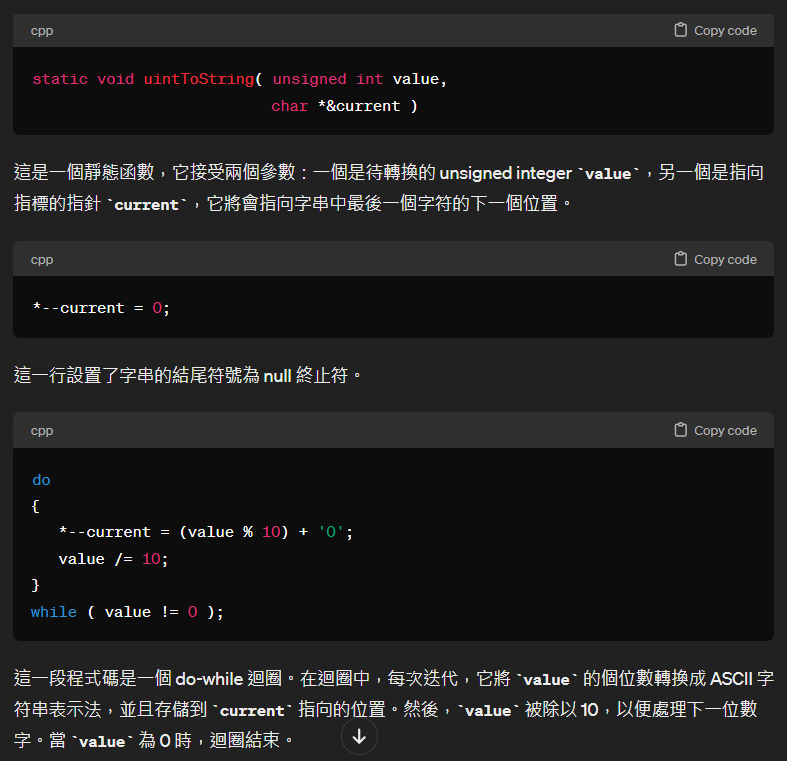 cpp Copy code
static void uintToString( unsigned int value,
char *&current )
這是一個靜態函數，它接受兩個參數：一個是待轉換的 unsigned integer `value`，另一個是指向
指標的指針 `current`，它將會指向字串中最後一個字符的下一個位置。
cpp Copy code
*--current = 0;
這一行設置了字串的結尾符號為 null 終止符。
cpp Copy code
do
{
*--current = (value % 10) + '0';
value /= 10;
}
while ( value != 0 );
這一段程式碼是一個 do-while 迴圈。在迴圈中，每次迭代，它將 `value` 的個位數轉換成 ASCII 字
符串表示法，並且存儲到 `current` 指向的位置。然後，`value` 被除以 10，以便處理下一位數
字。當 `value` 為 0 時，迴圈結束。